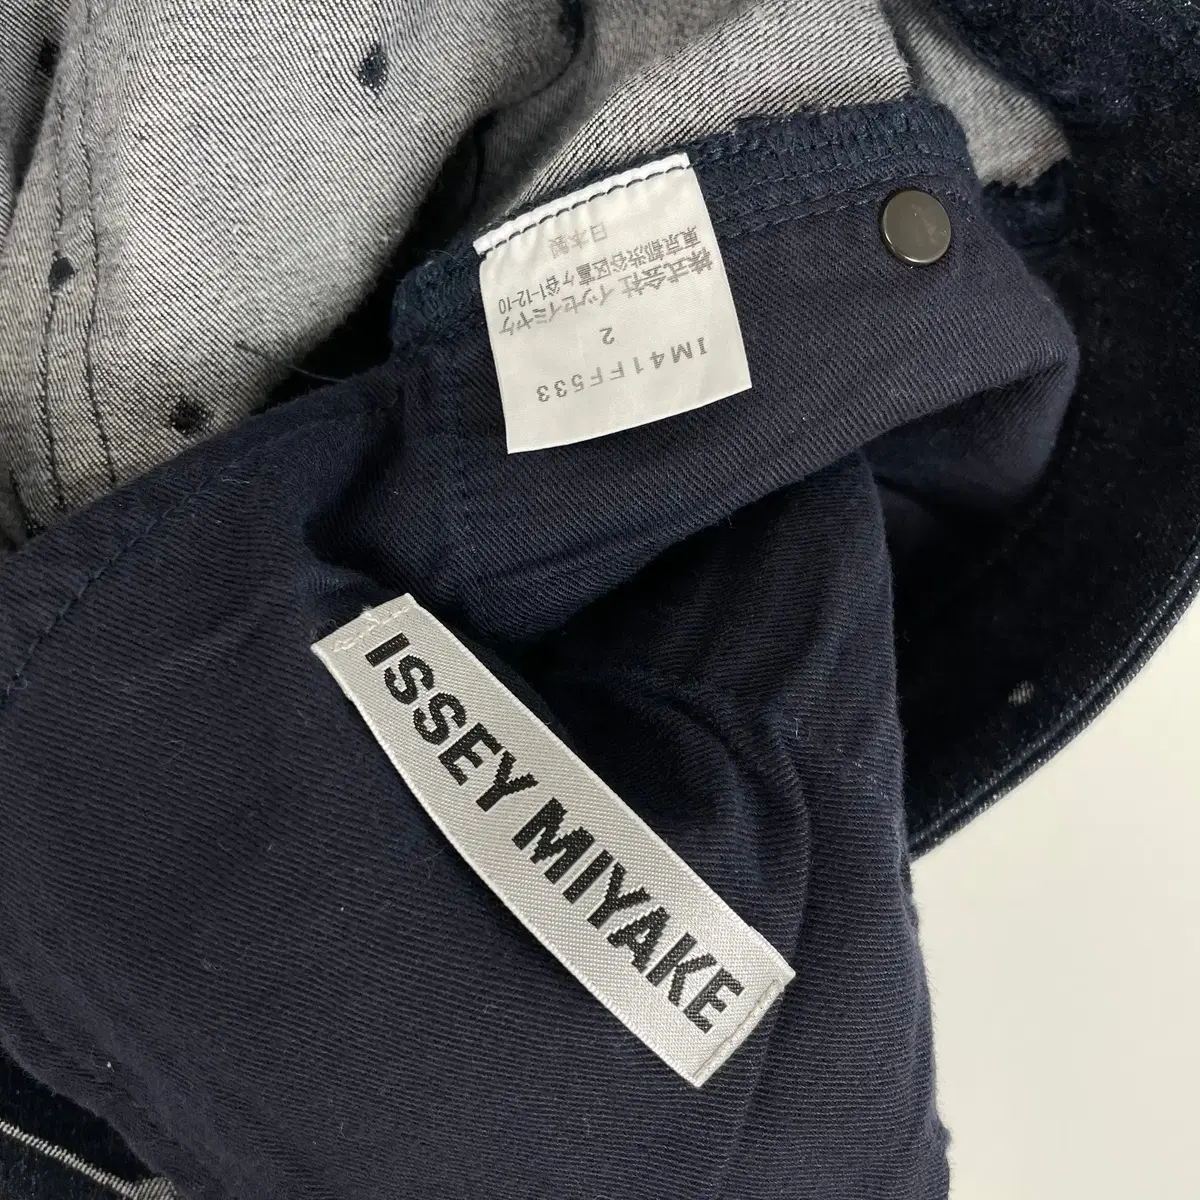 IM41FF533
2
株式会社 イッセイミヤケ
東京都渋谷区富ヶ谷1-12-10
日本製
ISSEY MIYAKE